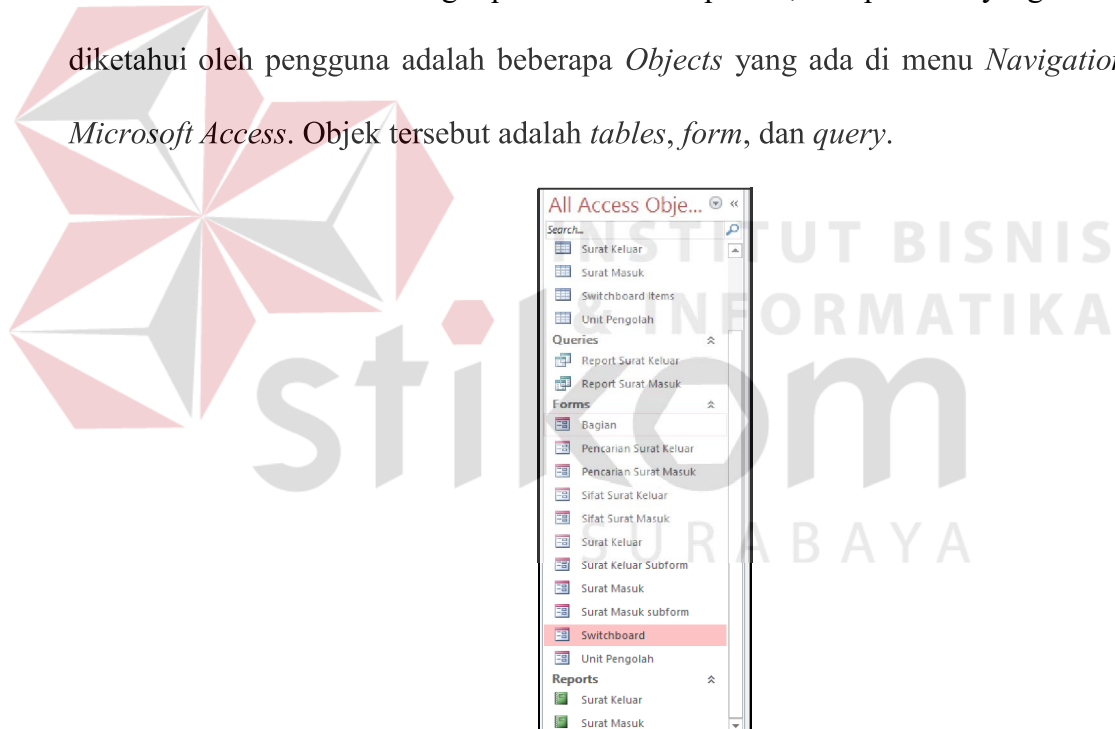 diketahui oleh pengguna adalah beberapa Objects yang ada di menu Navigation
Microsoft Access. Objek tersebut adalah tables, form, dan query.
All Access Obje...
Search...
Surat Keluar
Surat Masuk
Switchboard Items
Unit Pengolah
Queries
Report Surat Keluar
Report Surat Masuk
Forms
Bagian
Pencarian Surat Keluar
Pencarian Surat Masuk
Sifat Surat Keluar
Sifat Surat Masuk
Surat Keluar
Surat Keluar Subform
Surat Masuk
Surat Masuk subform
Switchboard
Unit Pengolah
Reports
Surat Keluar
Surat Masuk
INSTITUT BISNIS
& INFORMATIKA
stikom
SURABAYA